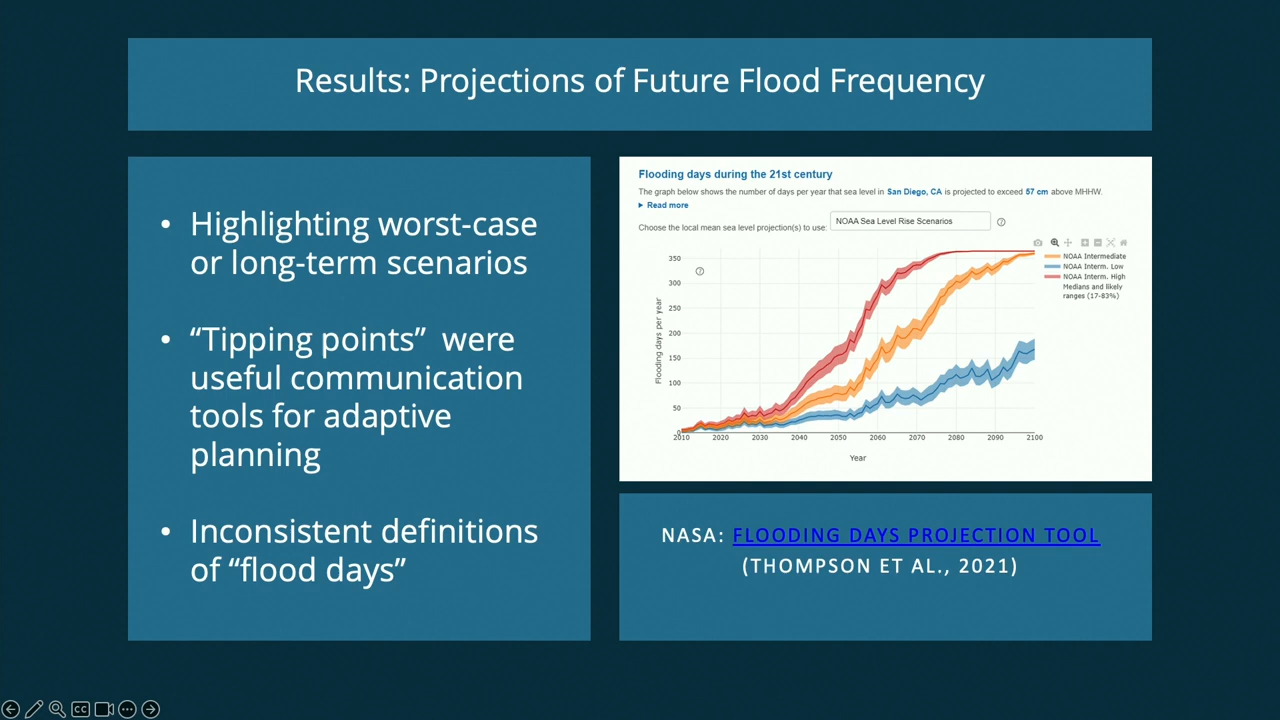 Results: Projections of Future Flood Frequency
• Highlighting worst-case
or long-term scenarios
• “Tipping points”  were
useful communication
tools for adaptive
planning
• Inconsistent definitions
of “flood days”
Flooding days during the 21st century
The graph below shows the number of days per year that sea level in San Diego, CA is projected to exceed 57 cm above MHHW.
Read more
Choose the local mean sea level projection(s) to use: NOAA Sea Level Rise Scenarios
NOAA Intermediate
NOAA Interm. Low
NOAA Interm. High
Medians and likely
ranges (17-83%)
Flooding days per year
350
300
250
200
150
100
50
0
2010 2020 2030 2040 2050 2060 2070 2080 2090 2100
Year
NASA: FLOODING DAYS PROJECTION TOOL
(THOMPSON ET AL., 2021)
CC